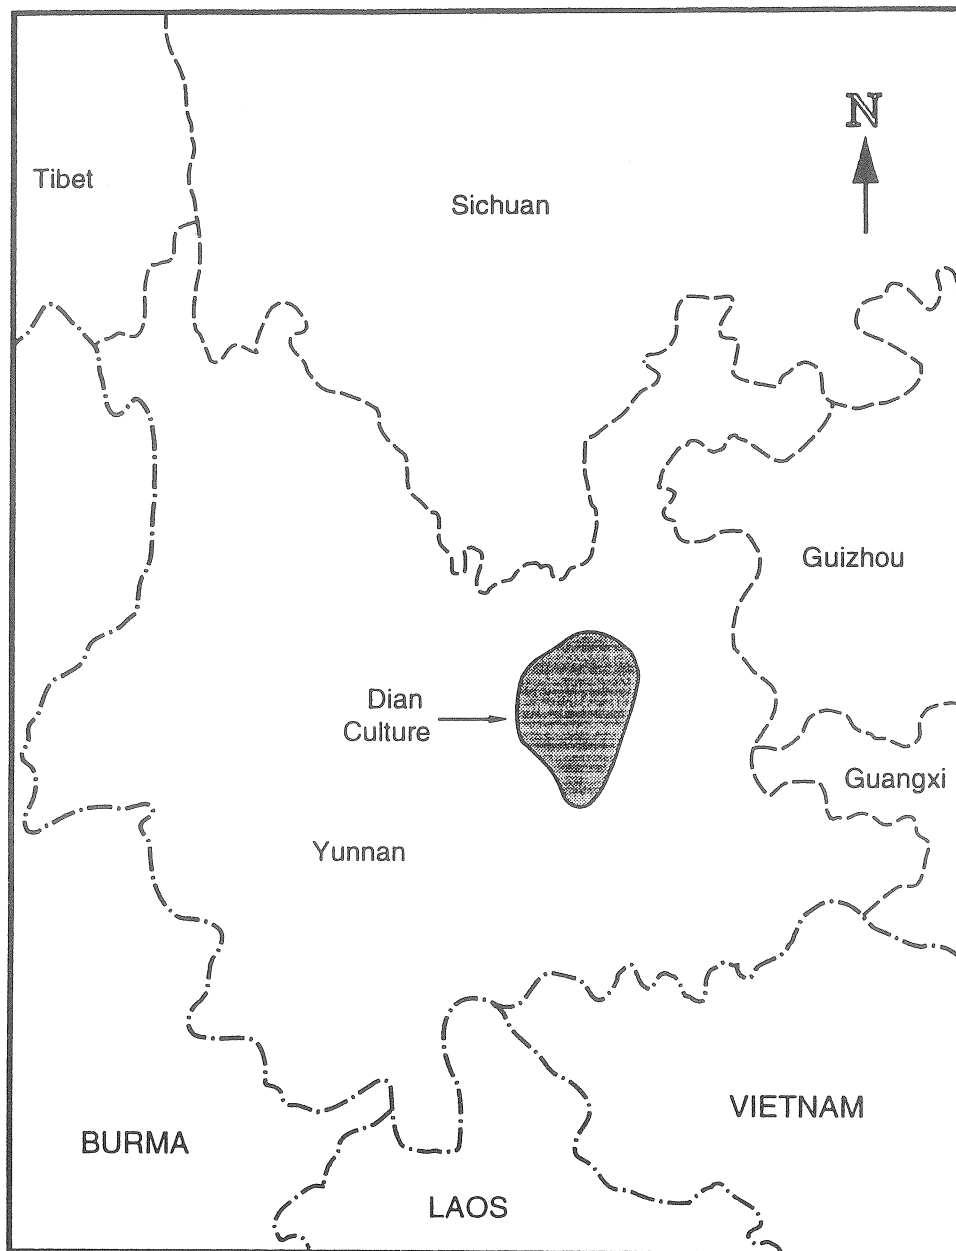 N
Tibet
Sichuan
Guizhou
Dian
Culture
Guangxi
Yunnan
VIETNAM
BURMA
LAOS